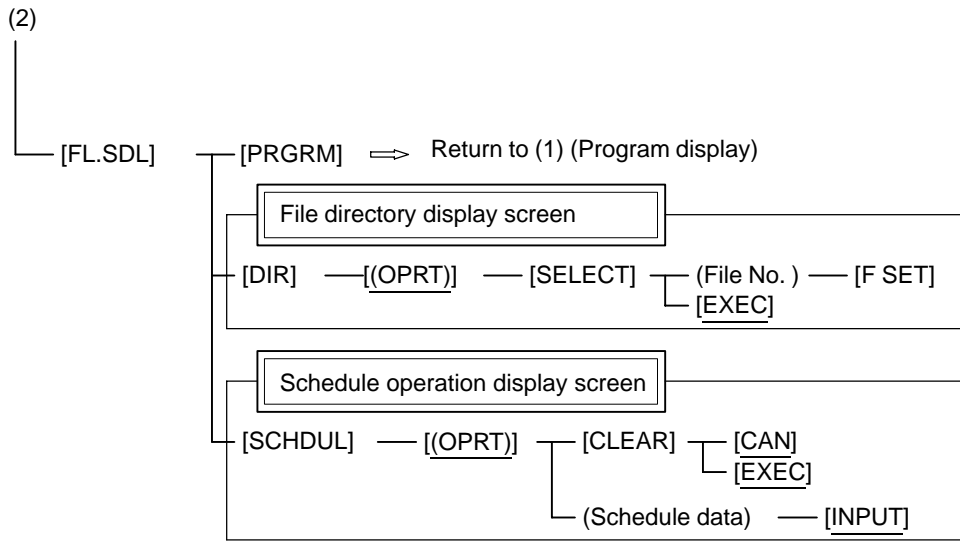 (2)
[FL.SDL] [PRGRM] Return to (1) (Program display)
File directory display screen
[DIR] [(OPRT)] [SELECT] (File No. ) [F SET]
[EXEC]
Schedule operation display screen
[SCHDUL] [(OPRT)] [CLEAR] [CAN]
[EXEC]
(Schedule data) [INPUT]